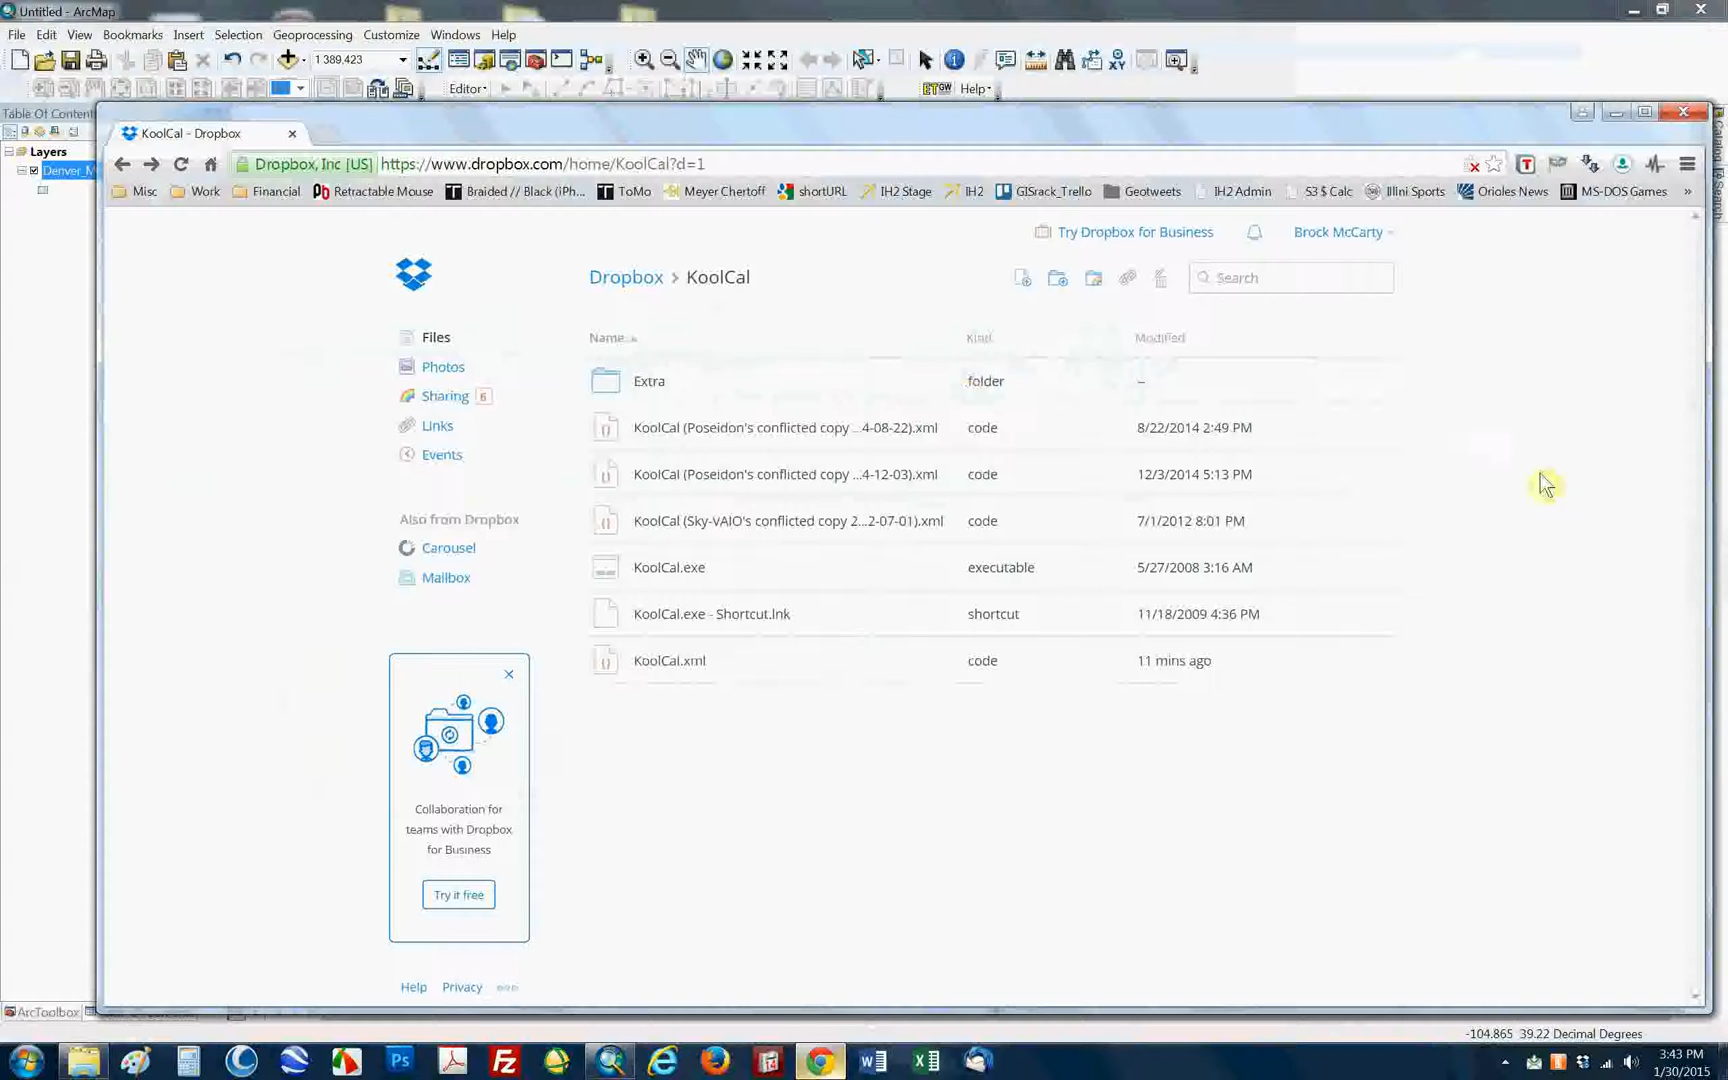 Untitled - ArcMap
File Edit View Bookmarks Insert Selection Geoprocessing Customize Windows Help
1 389,423
Editor
ETGW Help
Table Of Content
Layers
Denver_M
KoolCal - Dropbox
Dropbox, Inc [US] https://www.dropbox.com/home/KoolCal?d=1
Misc Work Financial Retractable Mouse Braided // Black (iPh... ToMo Meyer Chertoff shortURL IH2 Stage IH2 GISrack_Trello Geotweets IH2 Admin S3 $ Calc Illini Sports Orioles News MS-DOS Games »
Try Dropbox for Business Brock McCarty
Dropbox > KoolCal
Search
Files
Photos
Sharing 6
Links
Events
Also from Dropbox
Carousel
Mailbox
Name Kind Modified
Extra folder --
KoolCal (Poseidon's conflicted copy ...4-08-22).xml code 8/22/2014 2:49 PM
KoolCal (Poseidon's conflicted copy ...4-12-03).xml code 12/3/2014 5:13 PM
KoolCal (Sky-VAIO's conflicted copy 2...2-07-01).xml code 7/1/2012 8:01 PM
KoolCal.exe executable 5/27/2008 3:16 AM
KoolCal.exe - Shortcut.lnk shortcut 11/18/2009 4:36 PM
KoolCal.xml code 11 mins ago
Collaboration for
teams with Dropbox
for Business
Try it free
Help Privacy
Catalog
Search
ArcToolbox
-104.865 39.22 Decimal Degrees
3:43 PM
1/30/2015